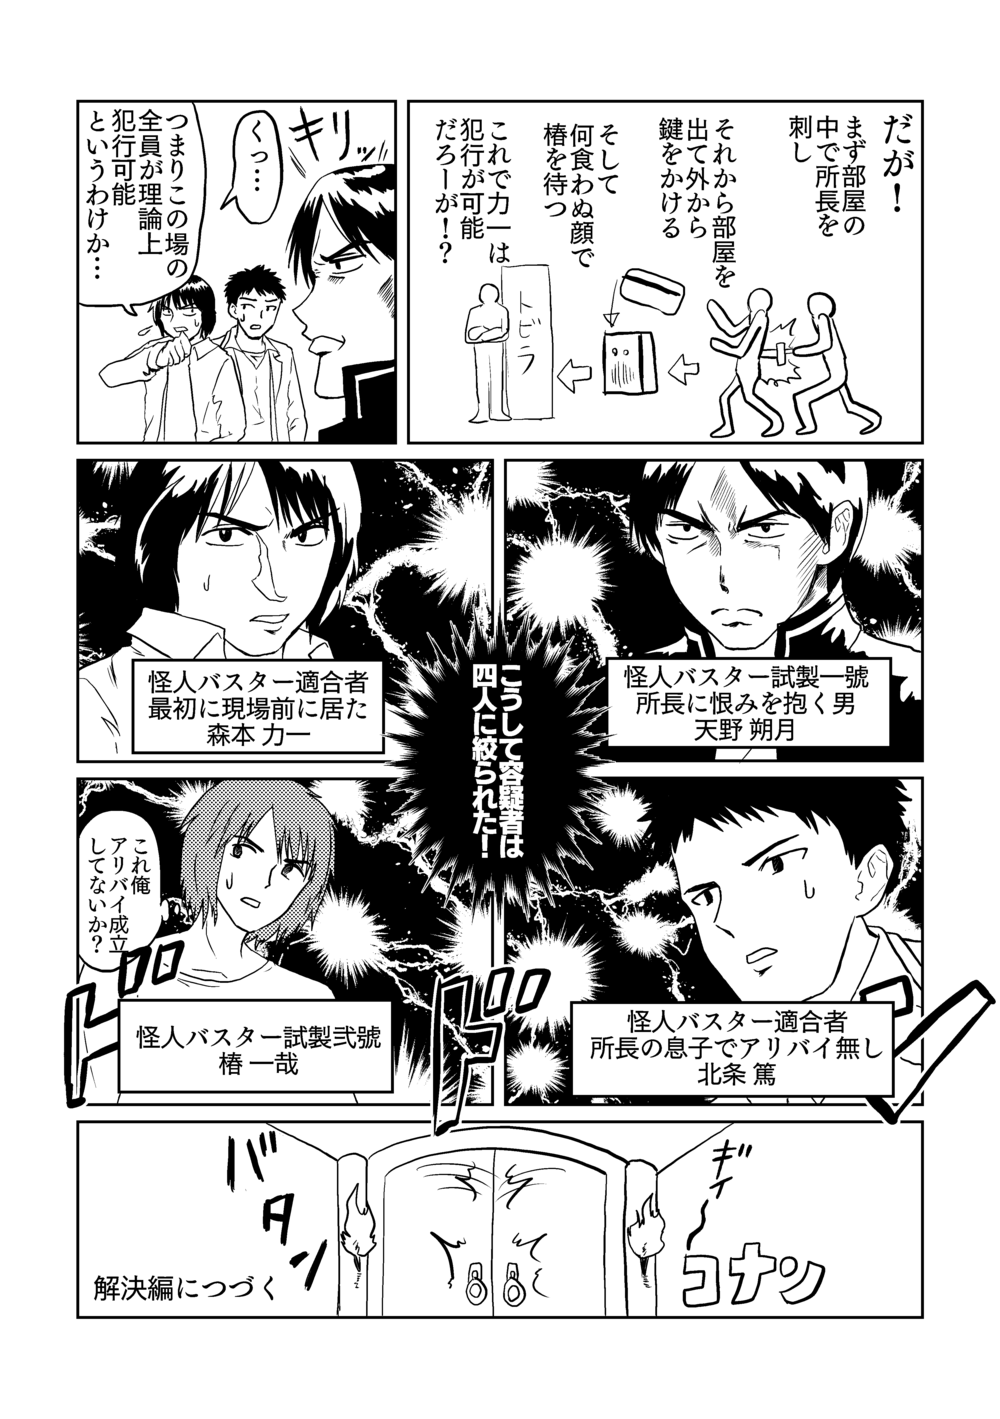 だが！
まず部屋の
中で所長を
刺し
それから部屋を
出て外から
鍵をかける
そして
何食わぬ顔で
椿を待つ
これで力一は
犯行が可能
だろーが！？
トビラ
キリッ
くっ…
つまりこの場の
全員が理論上
犯行可能
というわけか…
怪人バスター試製一號
所長に恨みを抱く男
天野 朔月
怪人バスター適合者
最初に現場前に居た
森本 力一
こうして容疑者は
四人に絞られた！
怪人バスター適合者
所長の息子でアリバイ無し
北条 篤
これ俺
アリバイ成立
してないか？
怪人バスター試製弐號
椿 一哉
ドドドン
ギィ〜
コナン
バタン
解決編につづく